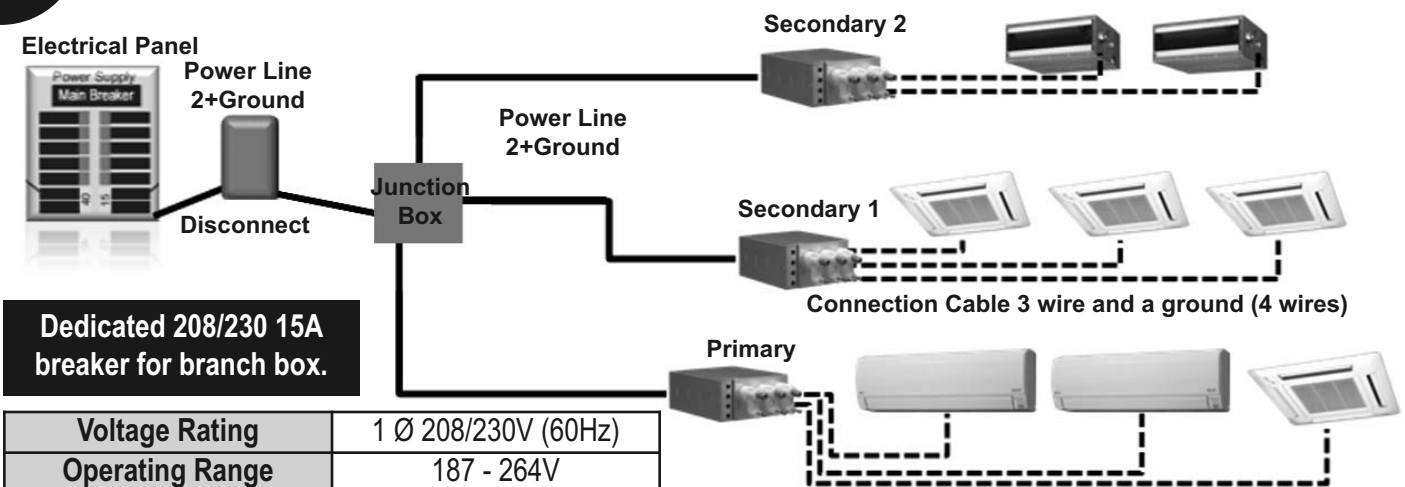 Electrical Panel
Power Supply
Main Breaker
40 15
Power Line
2+Ground
Disconnect
Junction
Box
Power Line
2+Ground
Secondary 2
Secondary 1
Connection Cable 3 wire and a ground (4 wires)
Primary
Dedicated 208/230 15A
breaker for branch box.
Voltage Rating 1 Ø 208/230V (60Hz)
Operating Range 187 - 264V